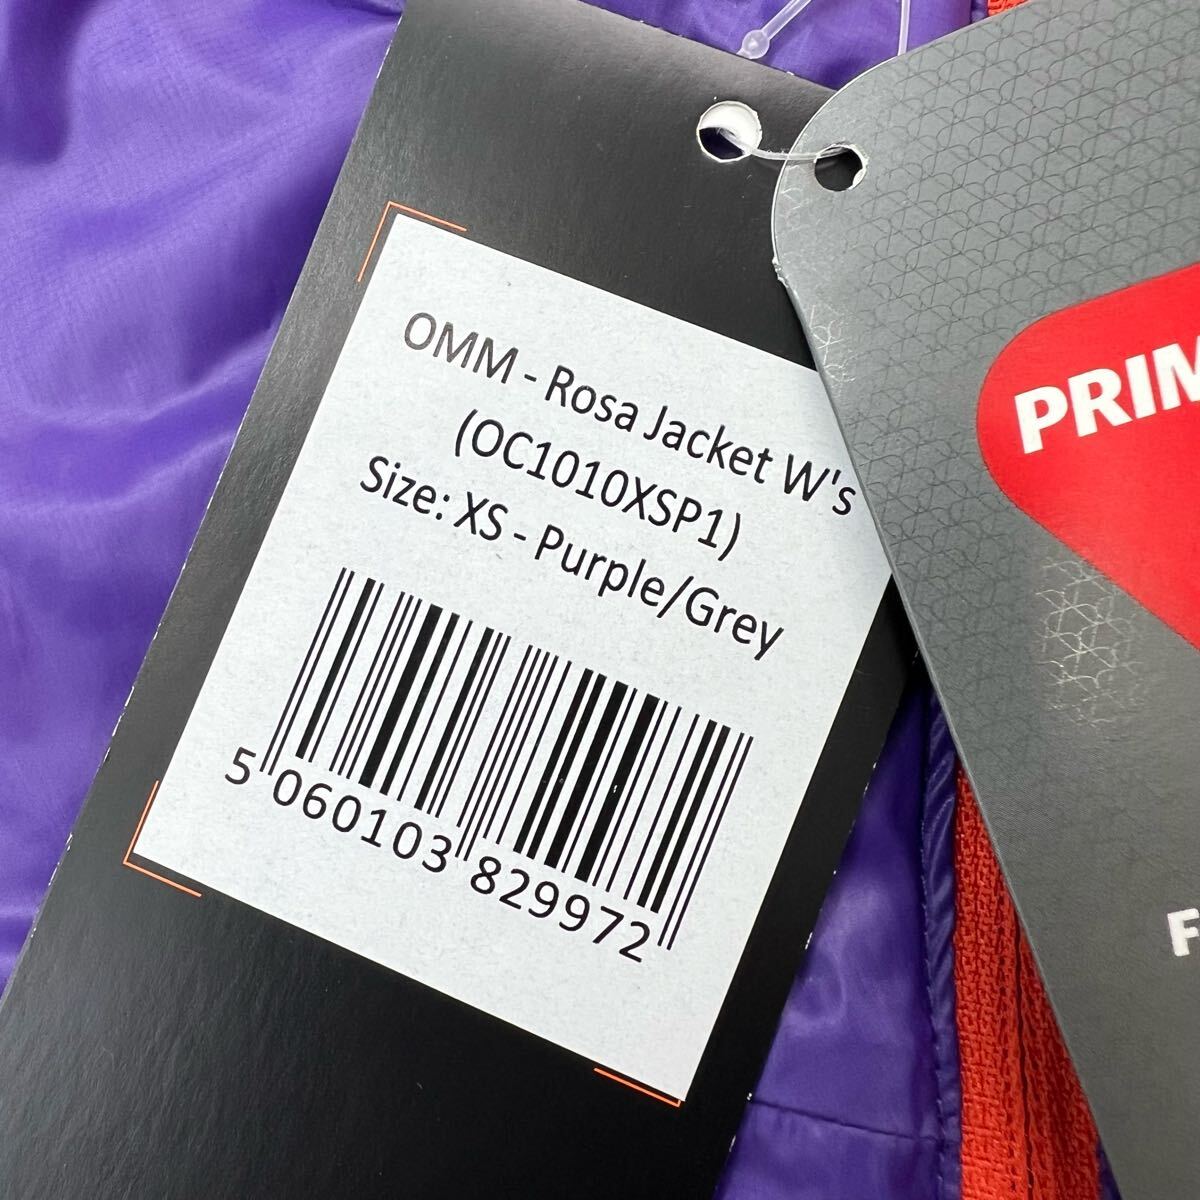 OMM - Rosa Jacket W's
(OC1010XSP1)
Size: XS - Purple/Grey
5 060103 829972
PRIM
F